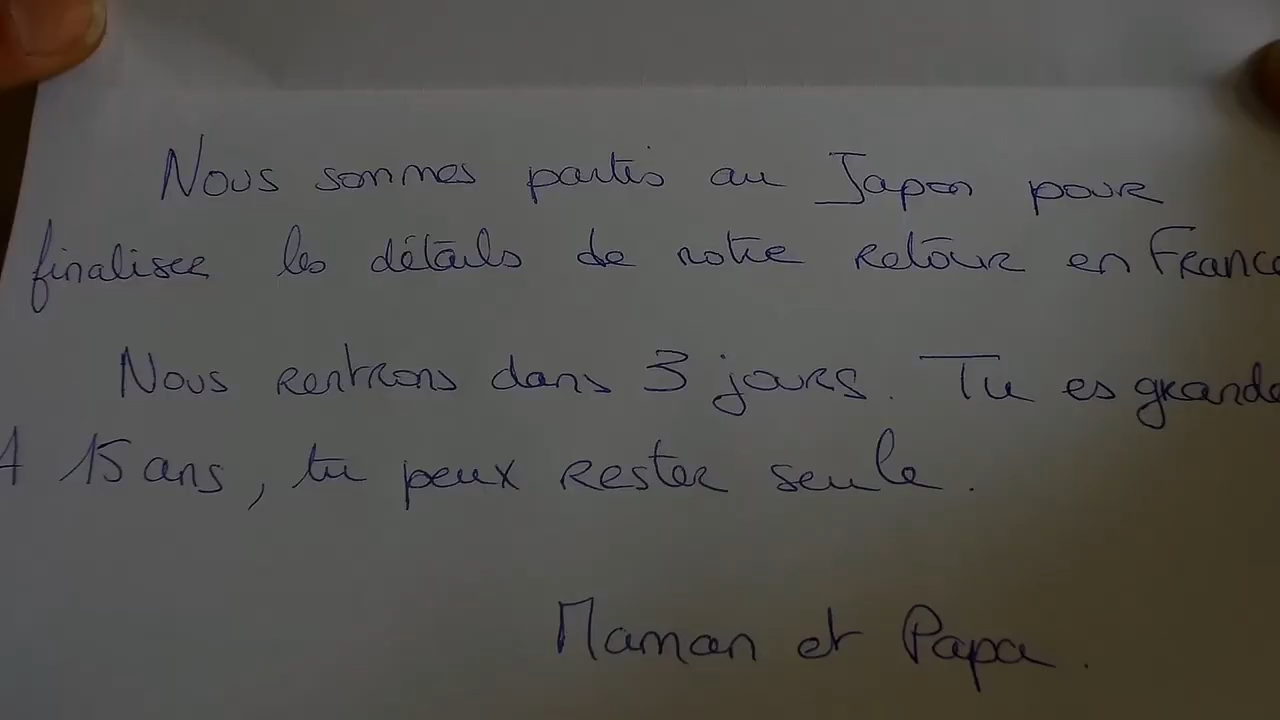 Nous sommes partis au Japon pour
finaliser les détails de notre retour en France
Nous rentrons dans 3 jours. Tu es grande
A 15 ans, tu peux rester seule.
Maman et Papa.